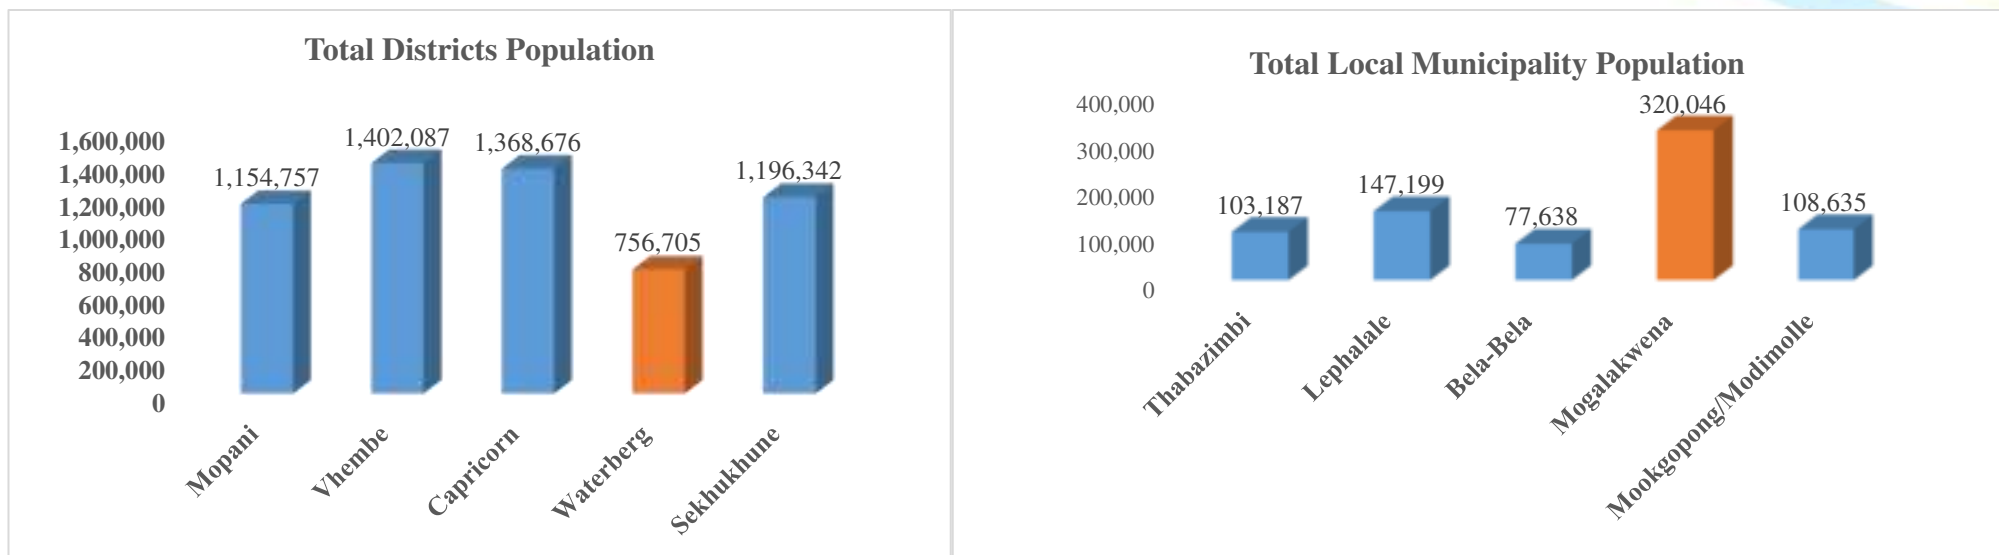 Total Districts Population
1,600,000
1,400,000
1,200,000
1,000,000
800,000
600,000
400,000
200,000
0
1,154,757
1,402,087
1,368,676
756,705
1,196,342
Mopani
Vhembe
Capricorn
Waterberg
Sekhukhune
Total Local Municipality Population
400,000
300,000
200,000
100,000
0
103,187
147,199
77,638
320,046
108,635
Thabazimbi
Lephalale
Bela-Bela
Mogalakwena
Mookgopong/Modimolle